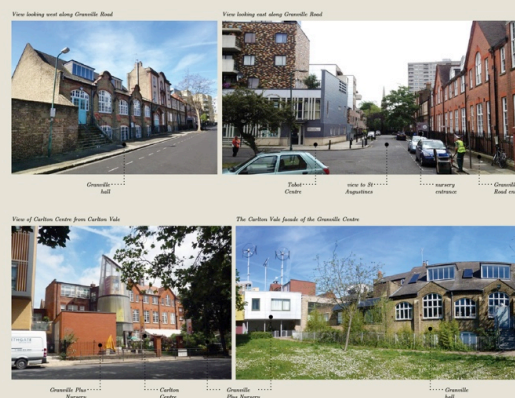 View looking west along Granville Road
View looking east along Granville Road
Granville
hall
Tabot
Centre
view to St
Augustines
nursery
entrance
Granville
Road en
View of Carlton Centre from Carlton Vale
The Carlton Vale facade of the Granville Centre
Granville Plus
Nursery
Carlton
Centre
Granville
Plus Nursery
Granville
hall